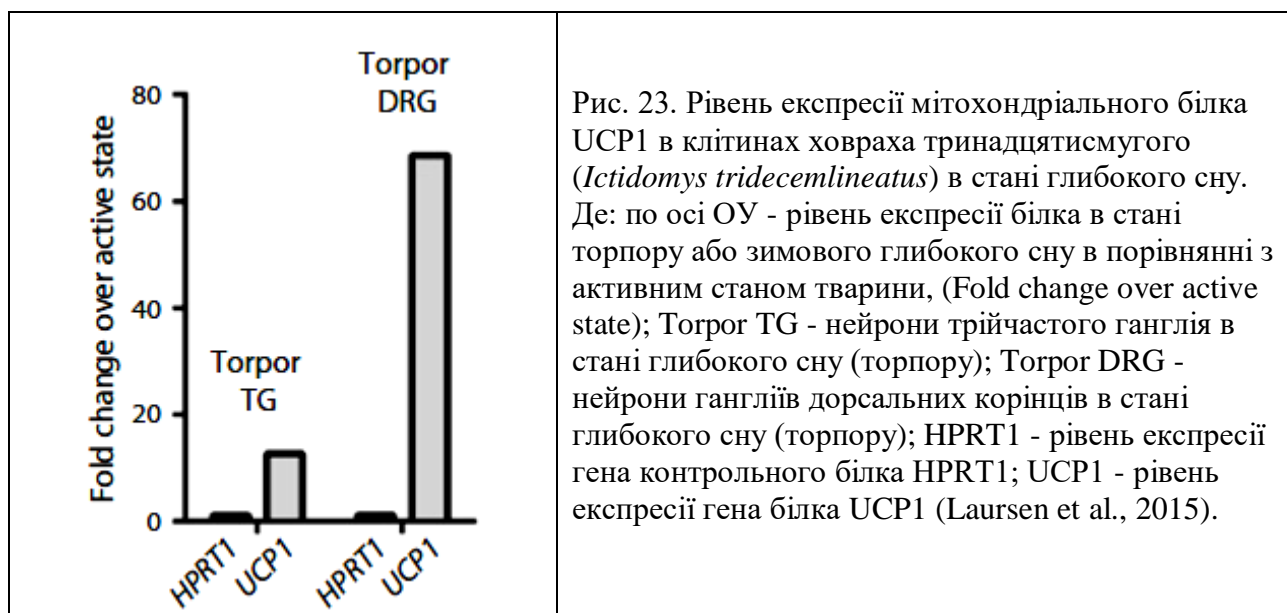 Torpor
DRG
80
60
40
20
0
Fold change over active state
Torpor
TG
HPRT1
UCP1
HPRT1
UCP1
Рис. 23. Рівень експресії мітохондріального білка
UCP1 в клітинах ховраха тринадцятисмугого
(Ictidomys tridecemlineatus) в стані глибокого сну.
Де: по осі ОУ - рівень експресії білка в стані
торпору або зимового глибокого сну в порівнянні з
активним станом тварини, (Fold change over active
state); Torpor TG - нейрони трійчастого ганглія в
стані глибокого сну (торпору); Torpor DRG -
нейрони гангліїв дорсальних корінців в стані
глибокого сну (торпору); HPRT1 - рівень експресії
гена контрольного білка HPRT1; UCP1 - рівень
експресії гена білка UCP1 (Laursen et al., 2015).